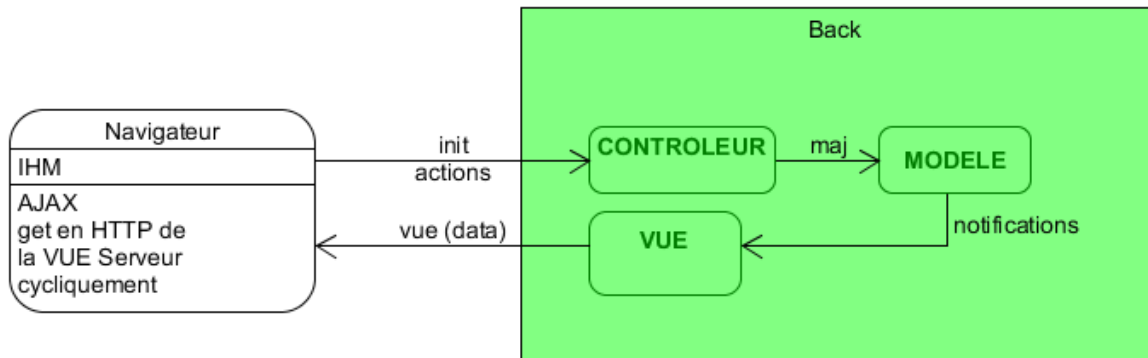 Back
Navigateur
IHM
AJAX
get en HTTP de
la VUE Serveur
cycliquement
init
actions
vue (data)
CONTROLEUR
maj
MODELE
notifications
VUE